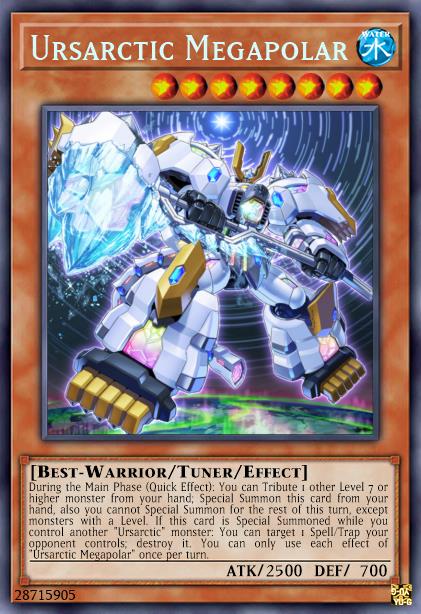 URSARCTIC MEGAPOLAR
WATER
水
[BEST-WARRIOR/TUNER/EFFECT]
During the Main Phase (Quick Effect): You can Tribute 1 other Level 7 or
higher monster from your hand; Special Summon this card from your
hand, also you cannot Special Summon for the rest of this turn, except
monsters with a Level. If this card is Special Summoned while you
control another "Ursarctic" monster: You can target 1 Spell/Trap your
opponent controls; destroy it. You can only use each effect of
"Ursarctic Megapolar" once per turn.
ATK/2500 DEF/ 700
28715905